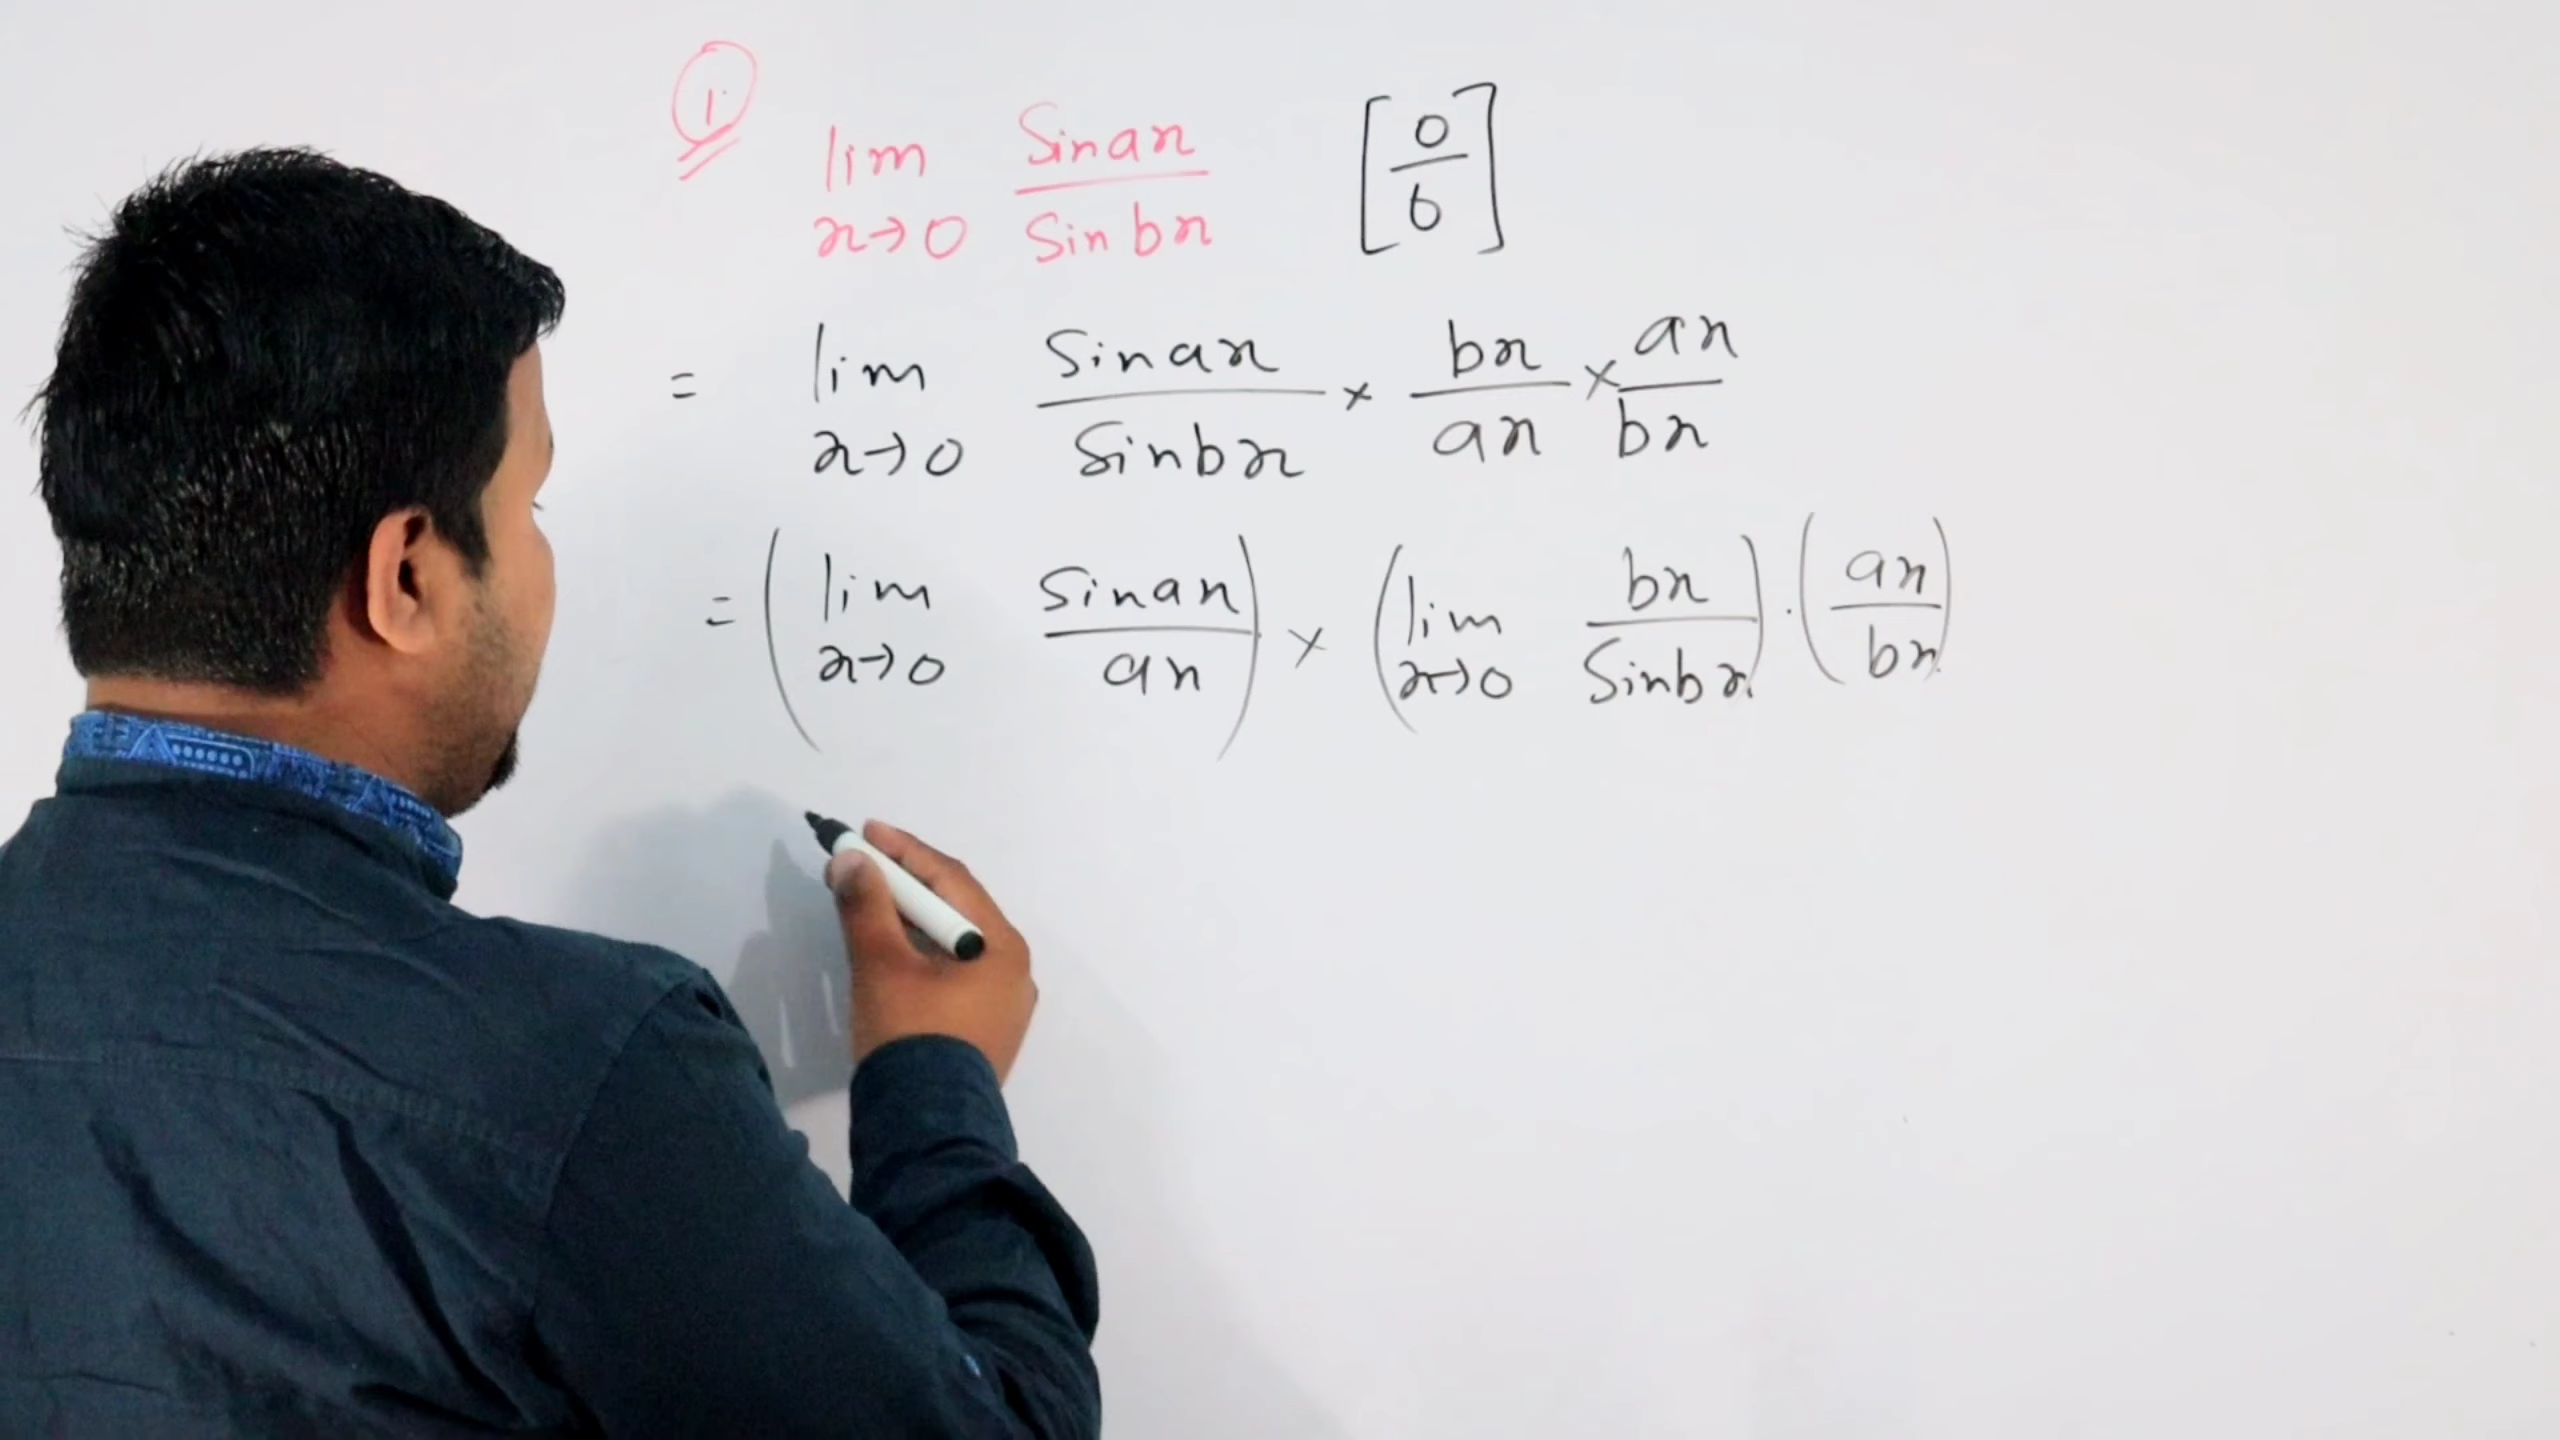 1
lim x→0 Sinax/Sinbx [0/0]
= lim x→0 Sinax/Sinbx × bx/ax × ax/bx
= (lim x→0 Sinax/ax) × (lim x→0 bx/Sinbx) · (ax/bx)